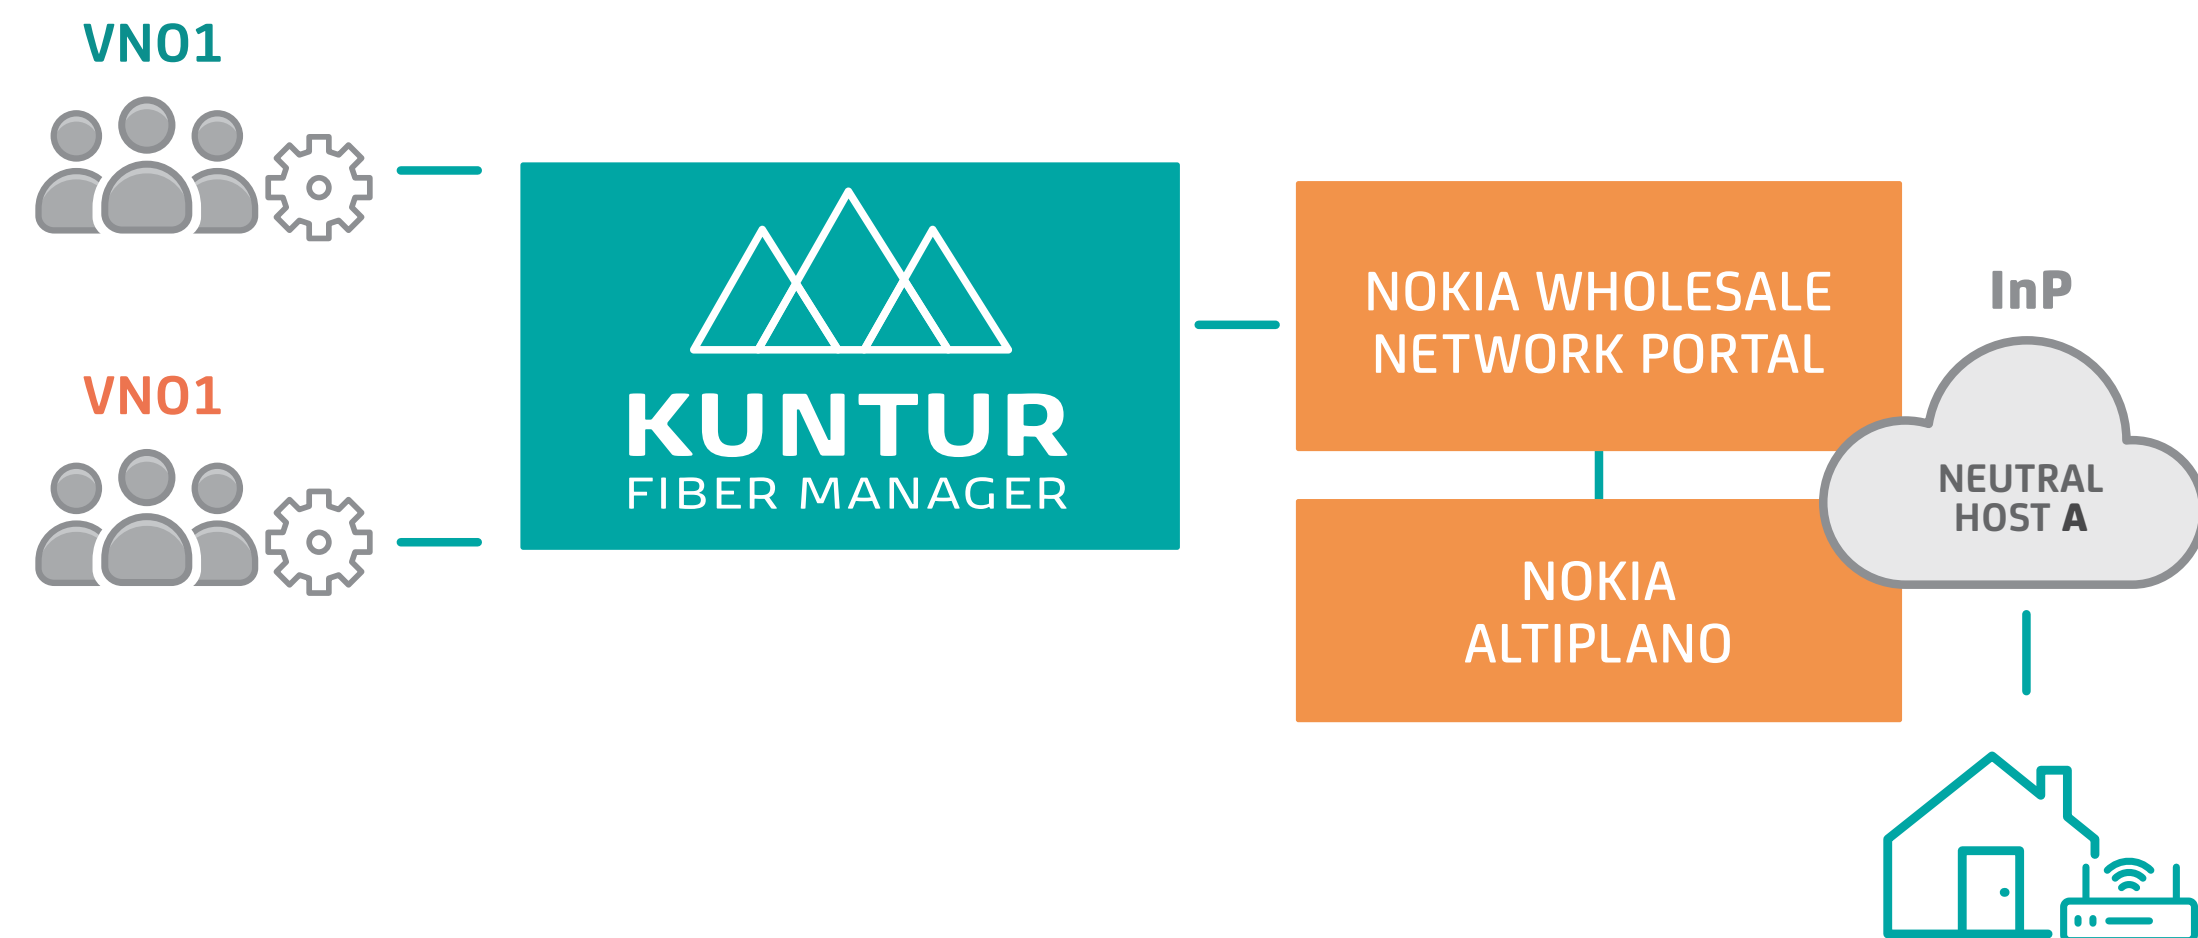 VNO1
VNO1
KUNTUR
FIBER MANAGER
NOKIA WHOLESALE
NETWORK PORTAL
NOKIA
ALTIPLANO
InP
NEUTRAL
HOST A